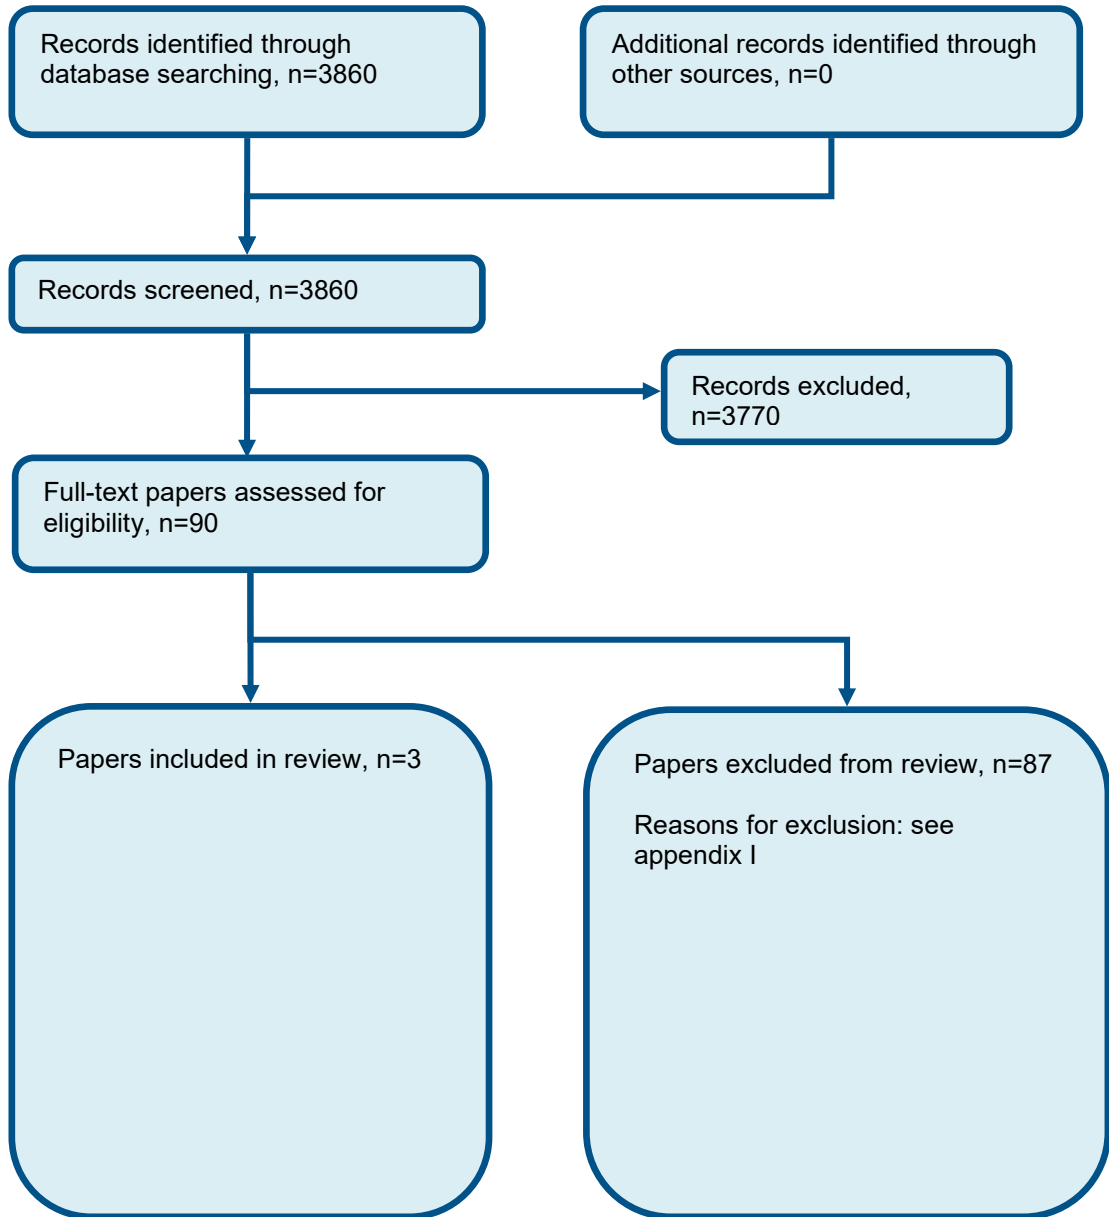 Records identified through
database searching, n=3860
Additional records identified through
other sources, n=0
Records screened, n=3860
Records excluded,
n=3770
Full-text papers assessed for
eligibility, n=90
Papers included in review, n=3
Papers excluded from review, n=87
Reasons for exclusion: see
appendix I